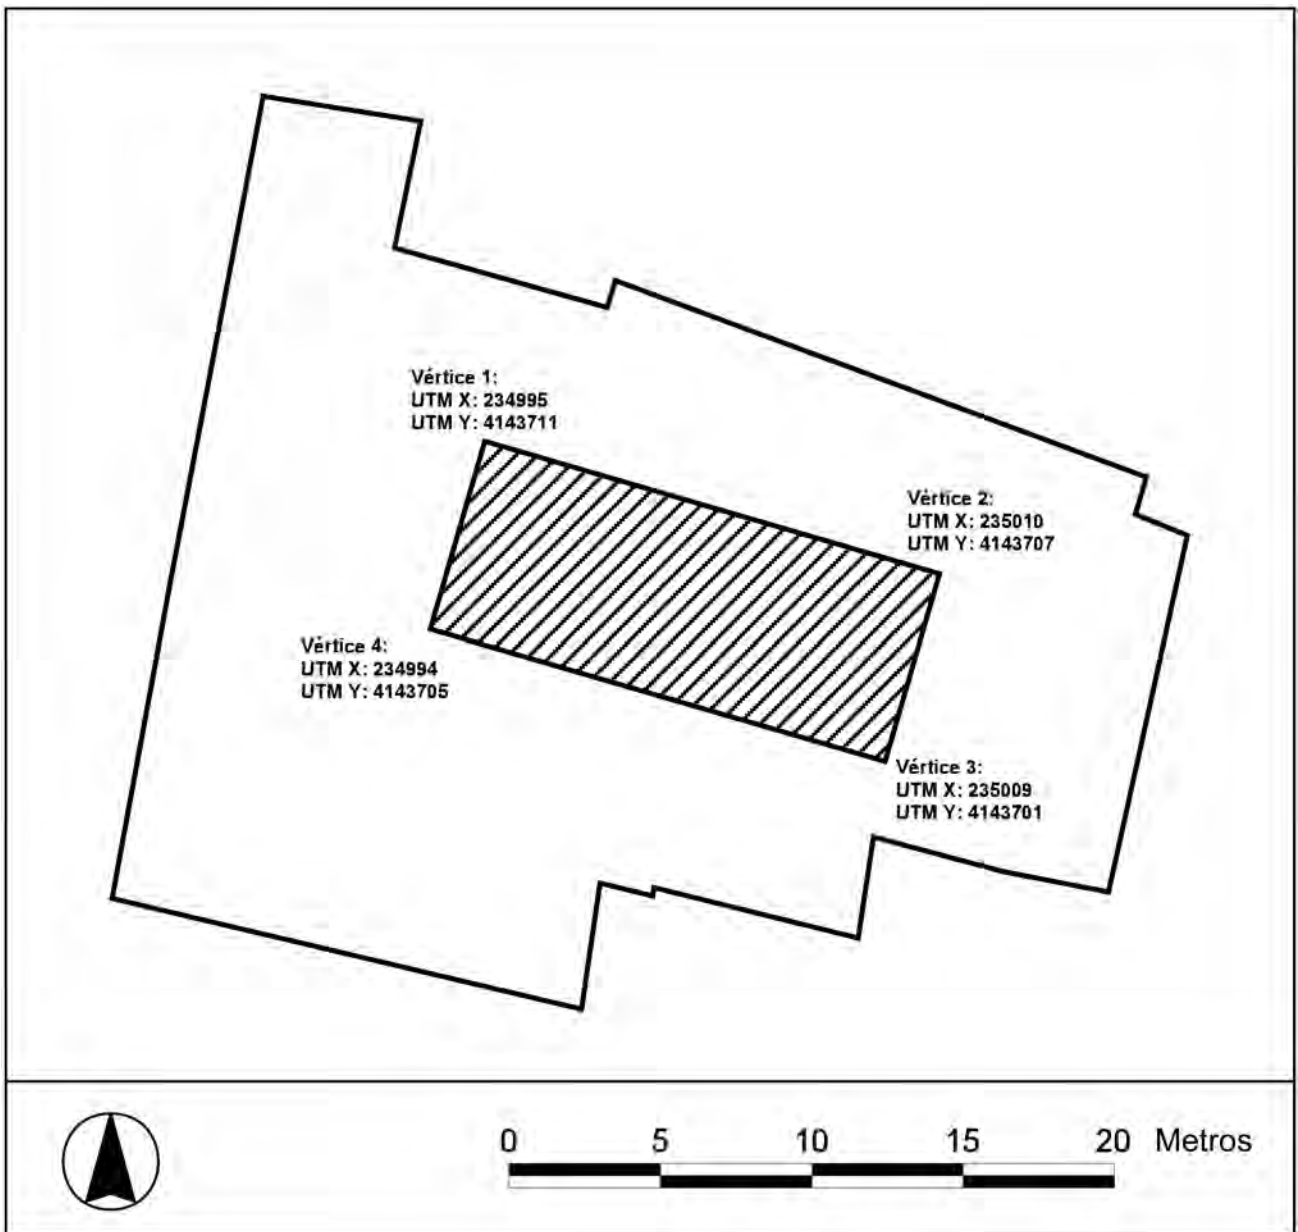 Vértice 1:
UTM X: 234995
UTM Y: 4143711
Vértice 2:
UTM X: 235010
UTM Y: 4143707
Vértice 4:
UTM X: 234994
UTM Y: 4143705
Vértice 3:
UTM X: 235009
UTM Y: 4143701
0 5 10 15 20 Metros